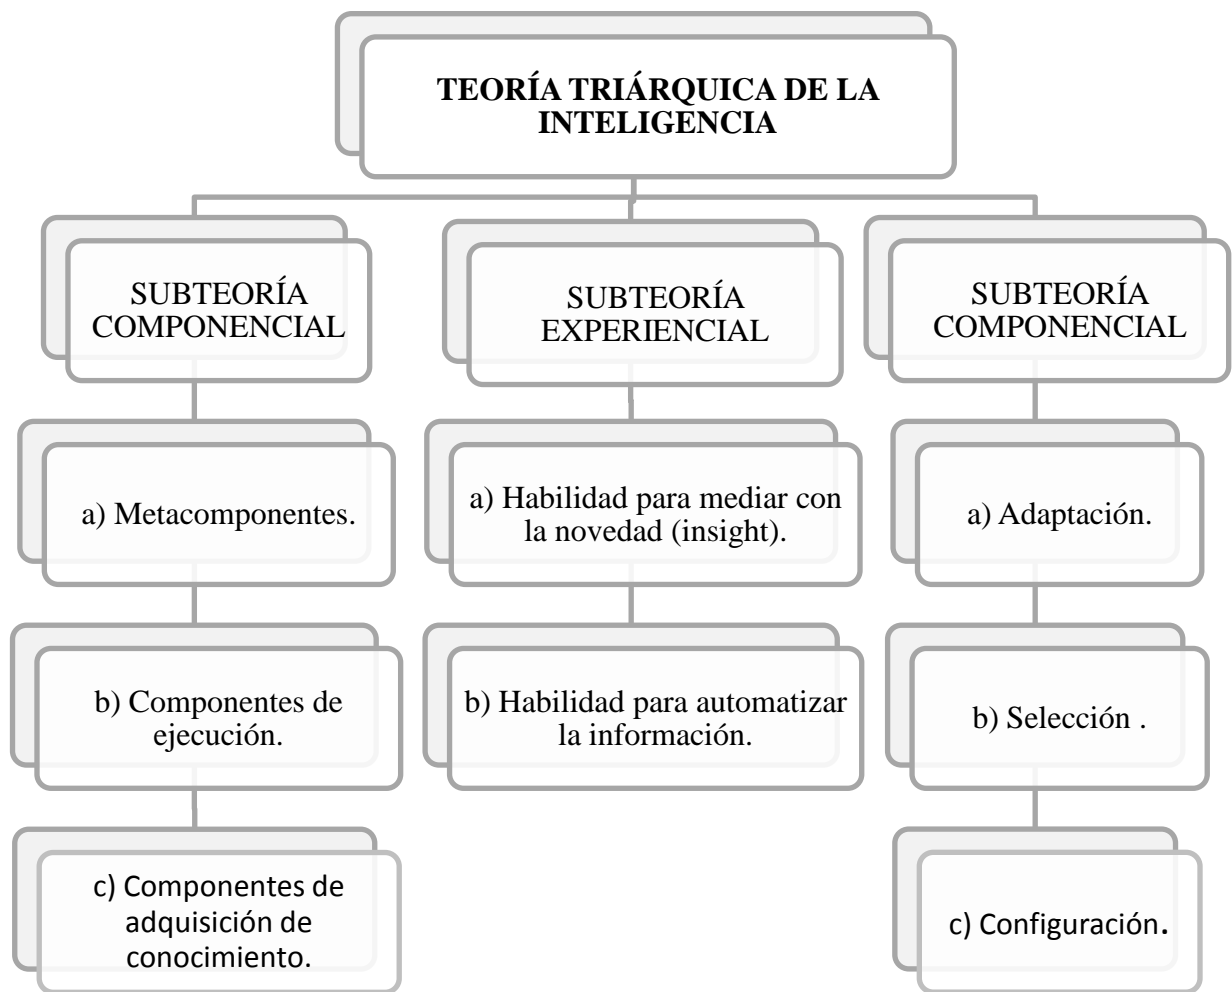 TEORÍA TRIÁRQUICA DE LA
INTELIGENCIA
SUBTEORÍA
COMPONENCIAL
SUBTEORÍA
EXPERIENCIAL
SUBTEORÍA
COMPONENCIAL
a) Metacomponentes.
a) Habilidad para mediar con
la novedad (insight).
a) Adaptación.
b) Componentes de
ejecución.
b) Habilidad para automatizar
la información.
b) Selección .
c) Componentes de
adquisición de
conocimiento.
c) Configuración.